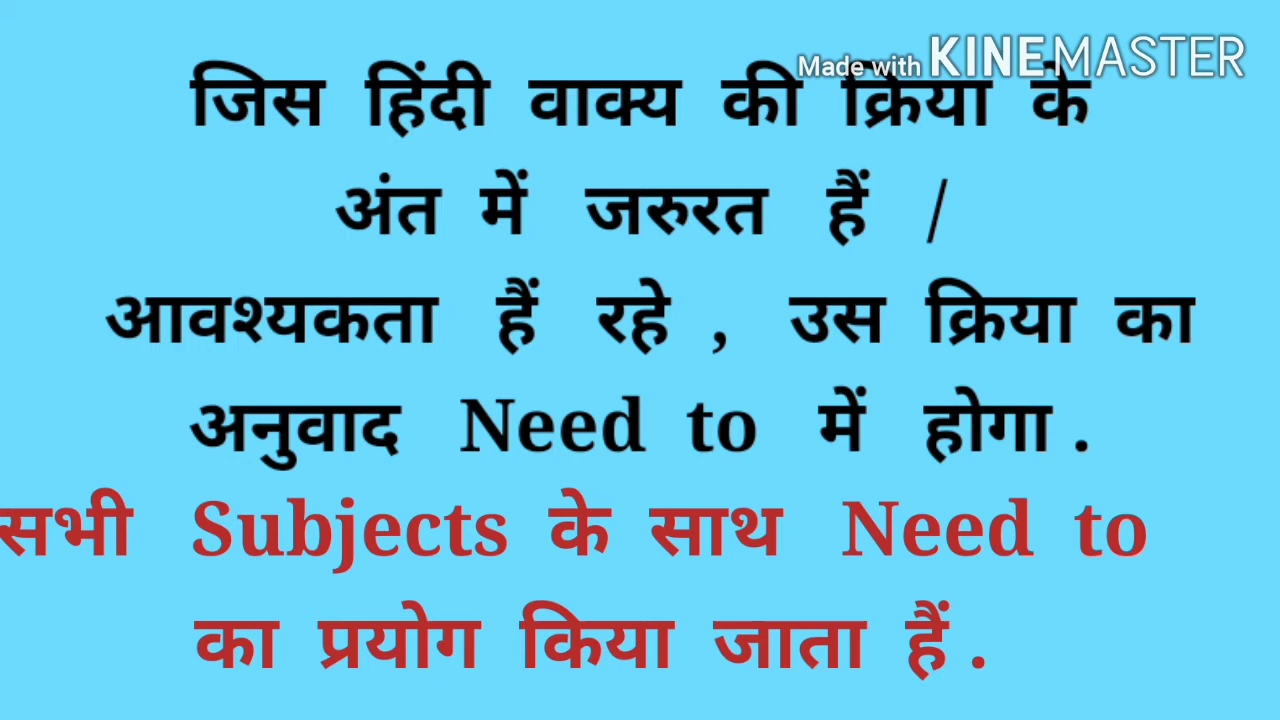 Made with KINEMASTER
जिस हिंदी वाक्य की क्रिया के
अंत में जरुरत हैं /
आवश्यकता हैं रहे , उस क्रिया का
अनुवाद Need to में होगा .
सभी Subjects के साथ Need to
का प्रयोग किया जाता हैं .